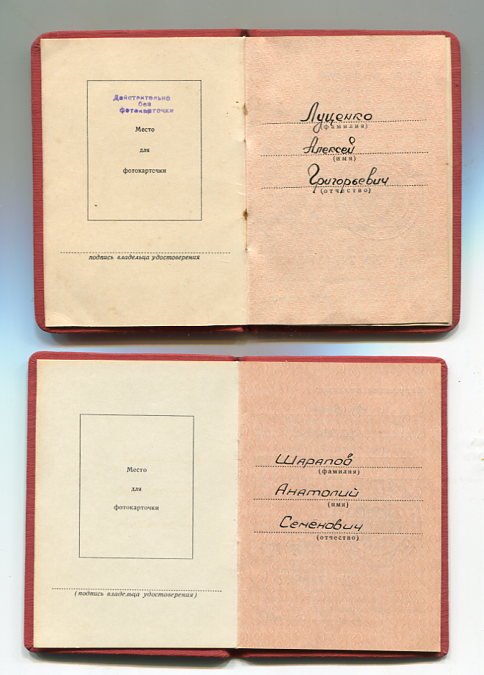 Действительно
без
фотокарточки
Место
для
фотокарточки
подпись владельца удостоверения
Луценко
(фамилия)
Алексей
(имя)
Григорьевич
(отчество)
Место
для
фотокарточки
(подпись владельца удостоверения)
Шарапов
(фамилия)
Анатолий
(имя)
Семенович
(отчество)